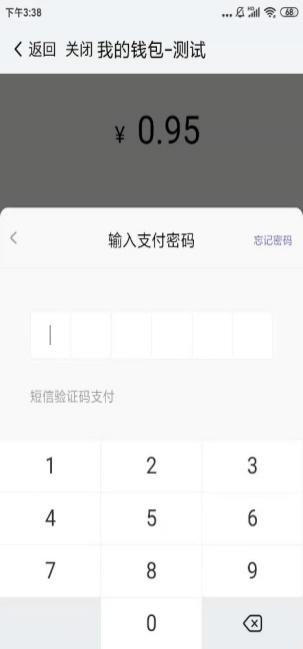 下午3:38
... HD 68
返回 关闭 我的钱包-测试
¥ 0.95
输入支付密码 忘记密码
短信验证码支付
1 2 3
4 5 6
7 8 9
0